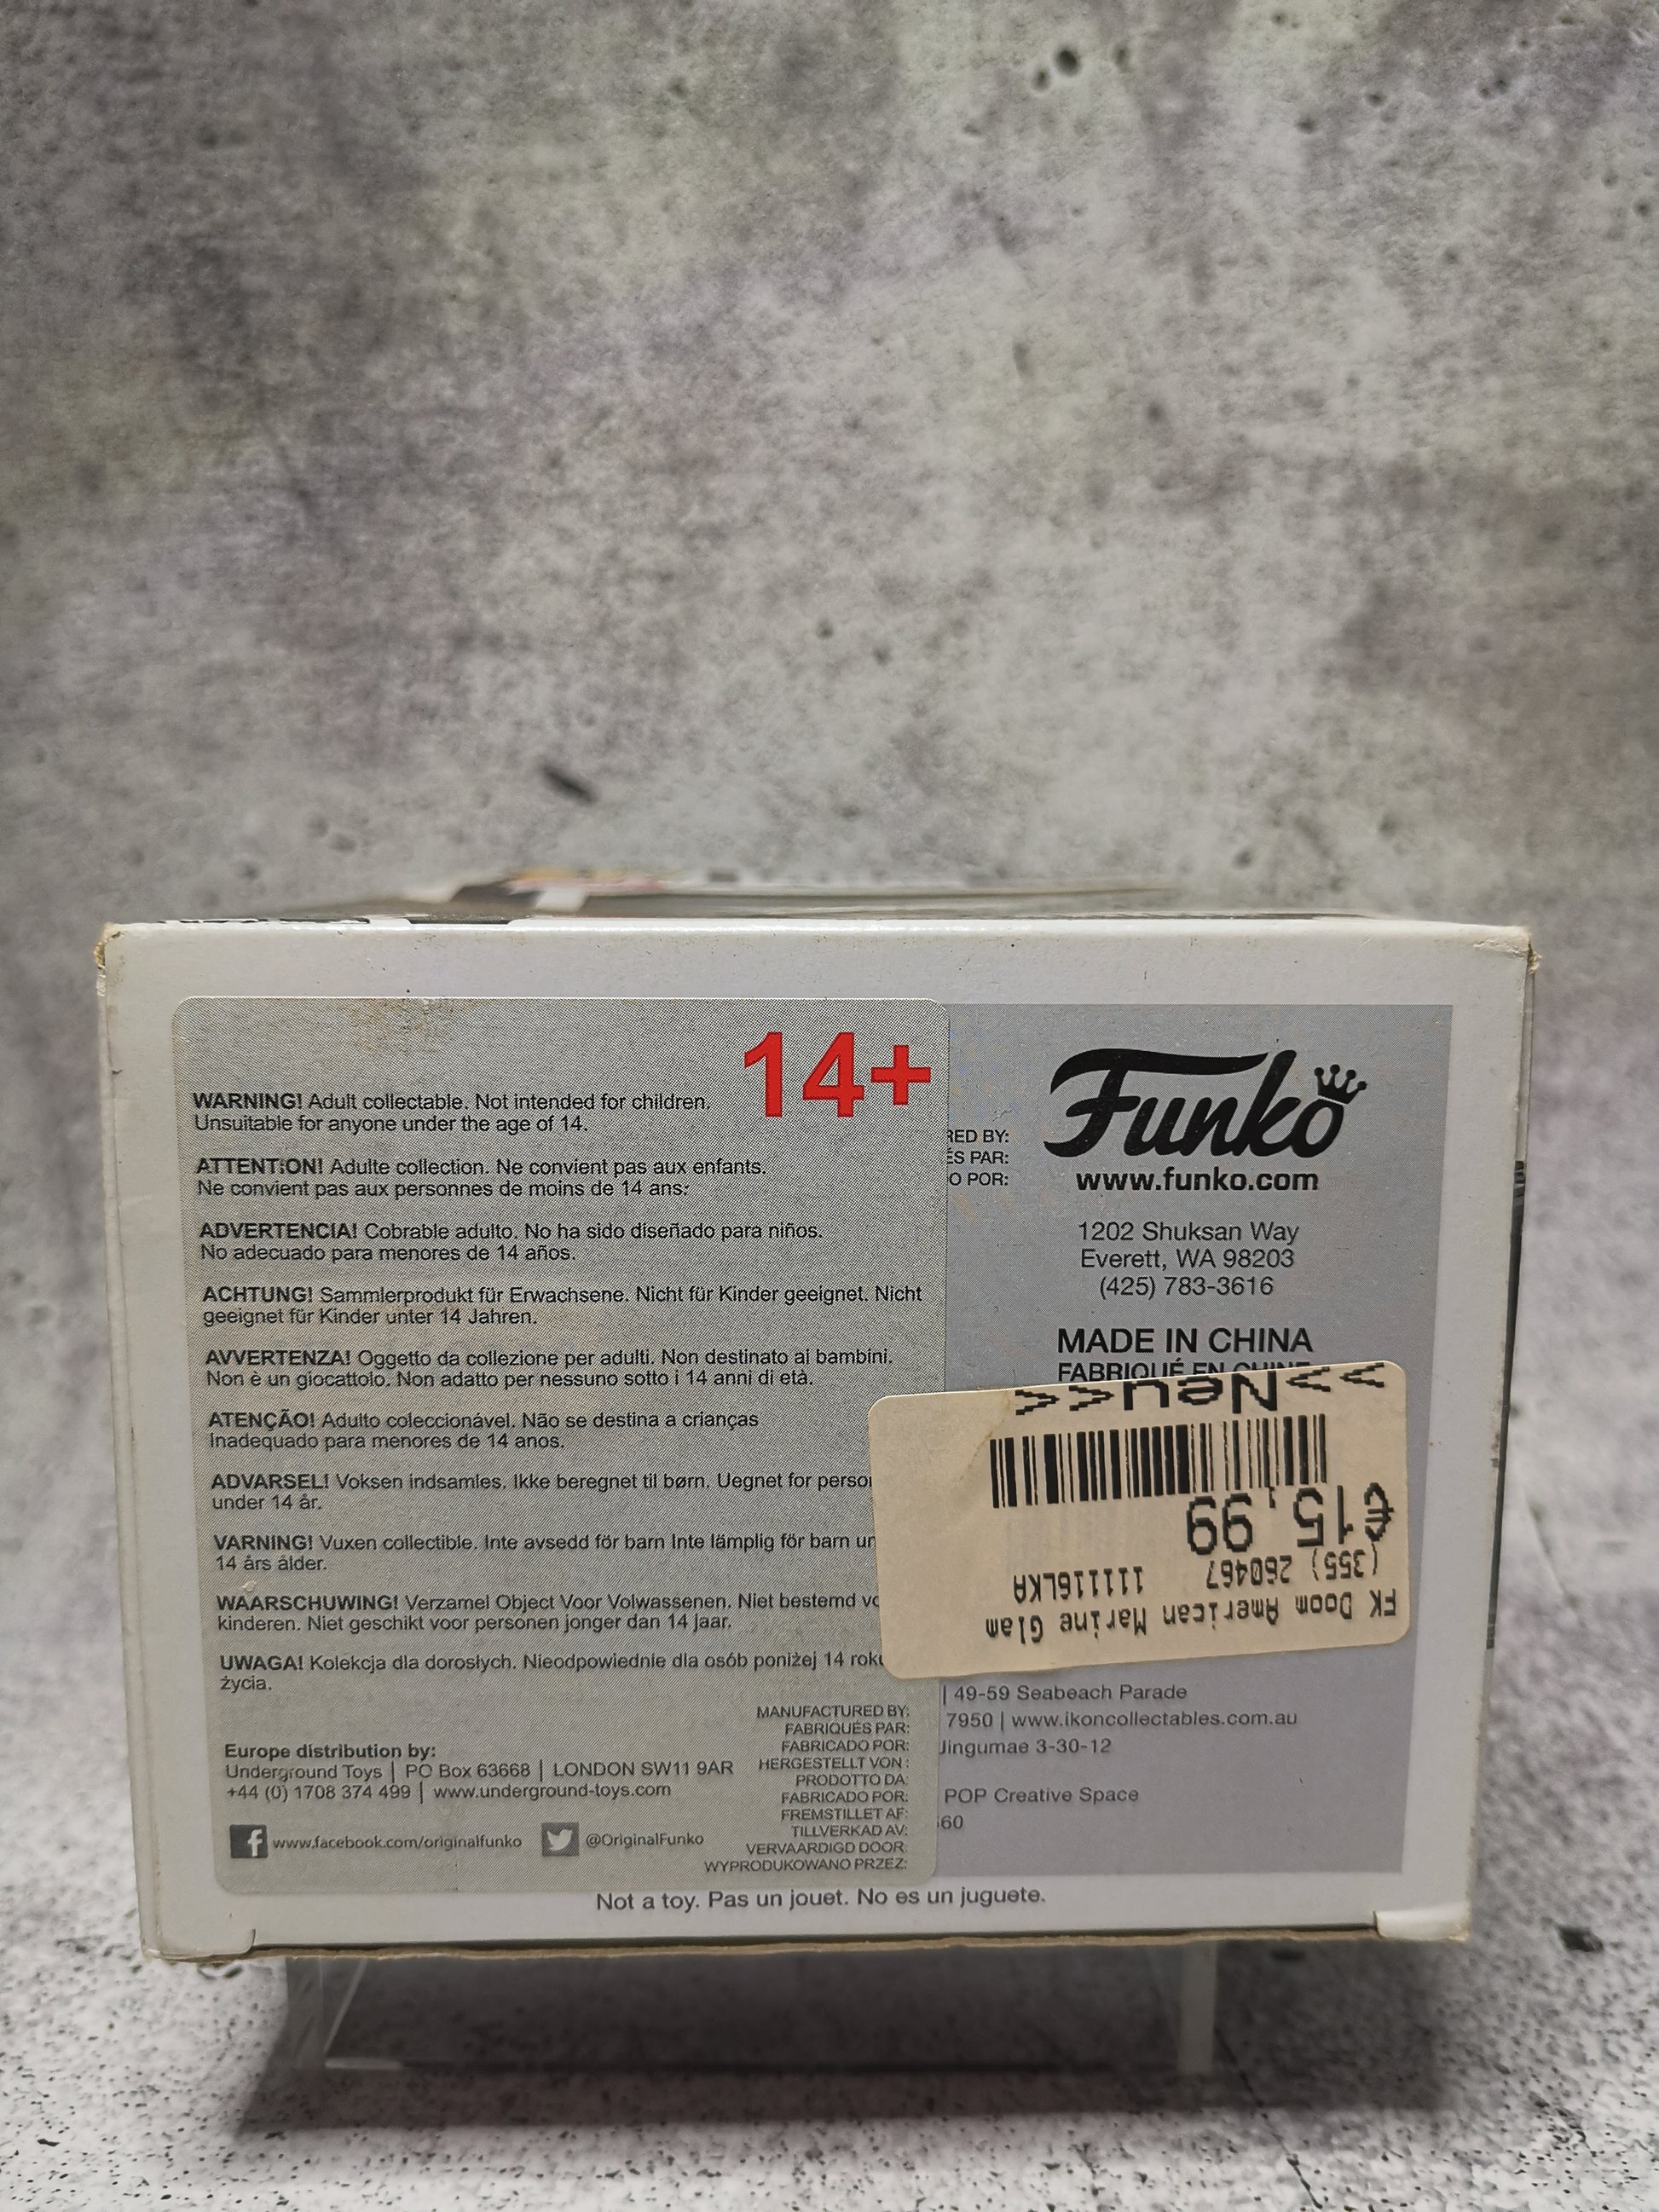 14+
WARNING! Adult collectable. Not intended for children.
Unsuitable for anyone under the age of 14.
ATTENTION! Adulte collection. Ne convient pas aux enfants.
Ne convient pas aux personnes de moins de 14 ans:
ADVERTENCIA! Cobrable adulto. No ha sido diseñado para niños.
No adecuado para menores de 14 años.
ACHTUNG! Sammlerprodukt für Erwachsene. Nicht für Kinder geeignet. Nicht
geeignet für Kinder unter 14 Jahren.
AVVERTENZA! Oggetto da collezione per adulti. Non destinato ai bambini.
Non è un giocattolo. Non adatto per nessuno sotto i 14 anni di età.
ATENÇÃO! Adulto coleccionável. Não se destina a crianças
Inadequado para menores de 14 anos.
ADVARSEL! Voksen indsamles. Ikke beregnet til børn. Uegnet for perso
under 14 år.
VARNING! Vuxen collectible. Inte avsedd för barn Inte lämplig för barn un
14 års ålder.
WAARSCHUWING! Verzamel Object Voor Volwassenen. Niet bestemd vo
kinderen. Niet geschikt voor personen jonger dan 14 jaar.
UWAGA! Kolekcja dla dorosłych. Nieodpowiednie dla osób poniżej 14 roku
życia.
Europe distribution by:
Underground Toys | PO Box 63668 | LONDON SW11 9AR
+44 (0) 1708 374 499 | www.underground-toys.com
www.facebook.com/originalfunko @OriginalFunko
MANUFACTURED BY:
FABRIQUÉS PAR:
FABRICADO POR:
HERGESTELLT VON :
PRODOTTO DA:
FABRICADO POR:
FREMSTILLET AF:
TILLVERKAD AV:
VERVAARDIGD DOOR:
WYPRODUKOWANO PRZEZ:
RED BY:
ÉS PAR:
O POR:
Funko
www.funko.com
1202 Shuksan Way
Everett, WA 98203
(425) 783-3616
MADE IN CHINA
FABRIQUÉ EN CHINE
FK Doom American Marine Glam
(355) 260467 11116LKA
€15,99
>>Neu<<
| 49-59 Seabeach Parade
7950 | www.ikoncollectables.com.au
Jingumae 3-30-12
POP Creative Space
60
Not a toy. Pas un jouet. No es un juguete.